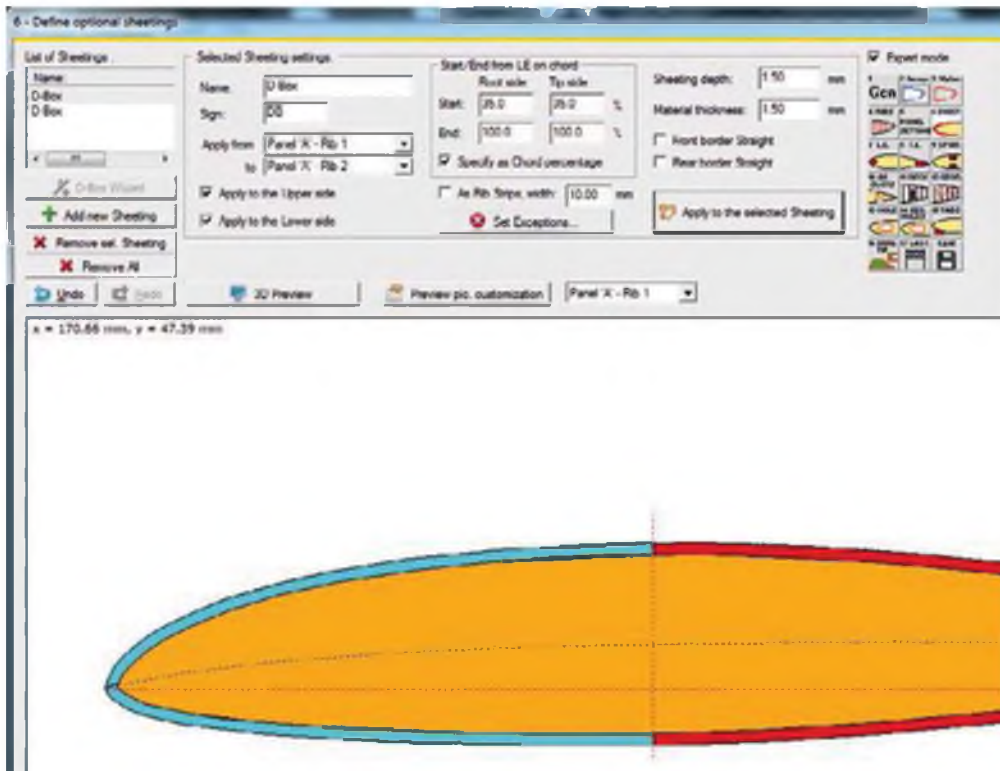 6 - Define optional sheetings
List of Sheetings
Name:
D-Box
D-Box
D-Box Wizard
Add new Sheeting
Remove sel. Sheeting
Remove All
Undo
Redo
Selected Sheeting settings
Name: D-Box
Sign: DB
Apply from Panel 'A' - Rib 1
to Panel 'A' - Rib 2
Apply to the Upper side
Apply to the Lower side
Start/End from LE on chord
Root side: Tip side:
Start: 35.0 35.0 %
End: 100.0 100.0 %
Specify as Chord percentage
As Rib Stripe, width: 10.00 mm
Set Exceptions...
Sheeting depth: 1.50 mm
Material thickness: 1.50 mm
Front border Straight
Rear border Straight
Apply to the selected Sheeting
Expert mode
Gen
3D Preview
Preview pic. customization
Panel 'A' - Rib 1
x = 170.66 mm, y = 47.39 mm